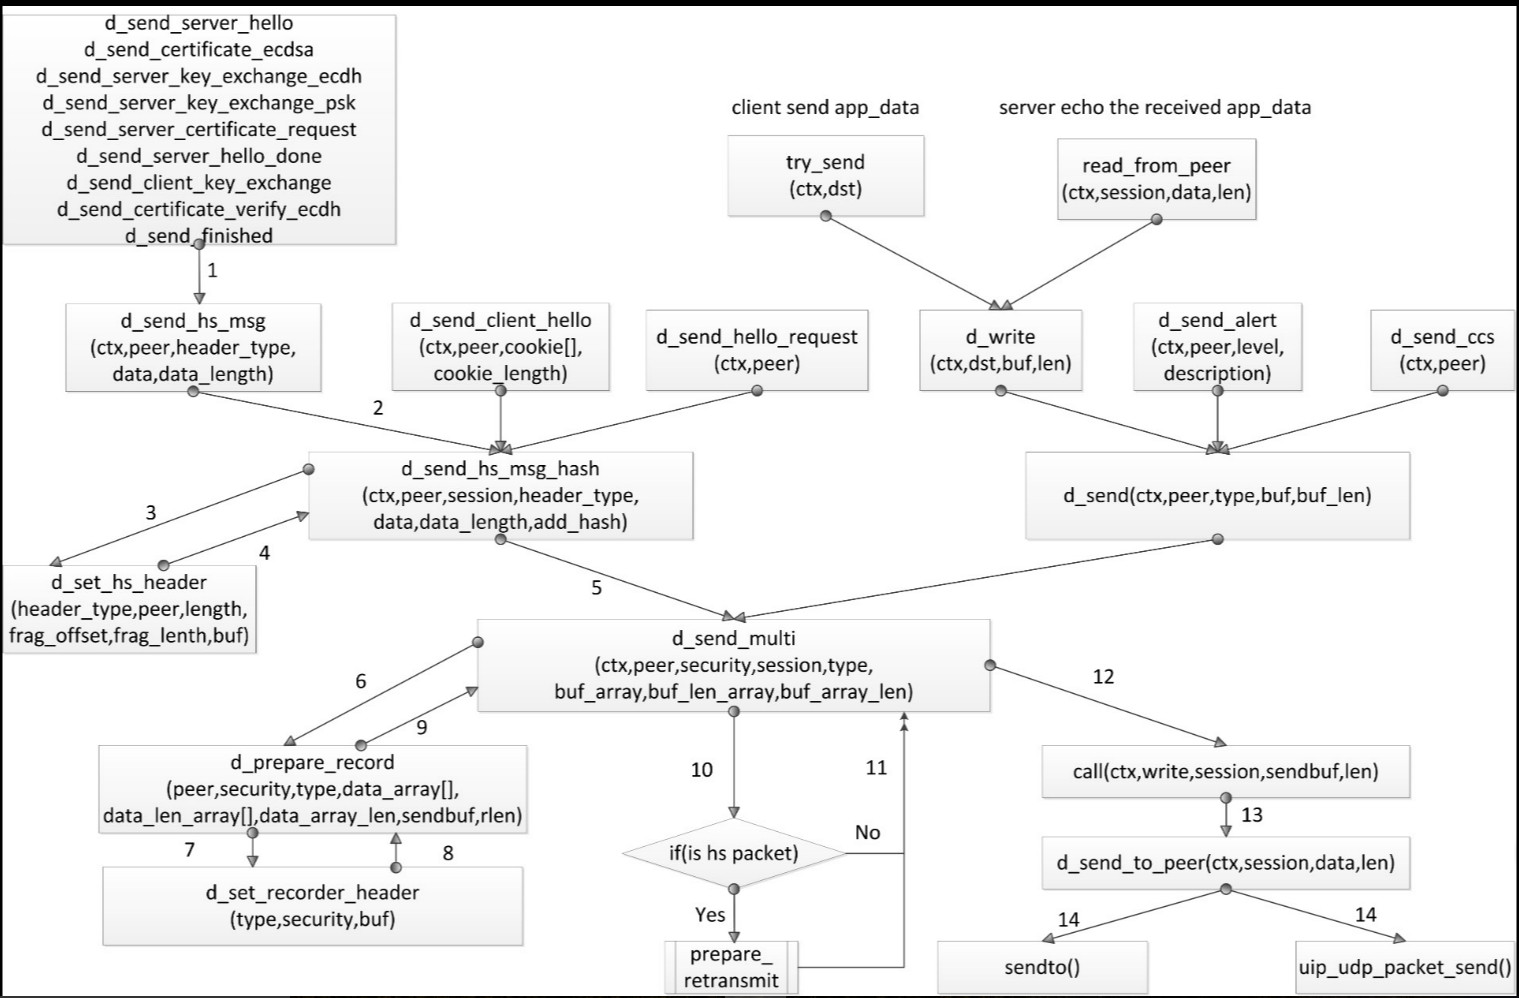 d_send_server_hello
d_send_certificate_ecdsa
d_send_server_key_exchange_ecdh
d_send_server_key_exchange_psk
d_send_server_certificate_request
d_send_server_hello_done
d_send_client_key_exchange
d_send_certificate_verify_ecdh
d_send_finished
client send app_data
server echo the received app_data
try_send
(ctx,dst)
read_from_peer
(ctx,session,data,len)
1
d_send_hs_msg
(ctx,peer,header_type,
data,data_length)
d_send_client_hello
(ctx,peer,cookie[],
cookie_length)
d_send_hello_request
(ctx,peer)
d_write
(ctx,dst,buf,len)
d_send_alert
(ctx,peer,level,
description)
d_send_ccs
(ctx,peer)
2
d_send_hs_msg_hash
(ctx,peer,session,header_type,
data,data_length,add_hash)
d_send(ctx,peer,type,buf,buf_len)
3
4
d_set_hs_header
(header_type,peer,length,
frag_offset,frag_lenth,buf)
5
d_send_multi
(ctx,peer,security,session,type,
buf_array,buf_len_array,buf_array_len)
6
9
12
d_prepare_record
(peer,security,type,data_array[],
data_len_array[],data_array_len,sendbuf,rlen)
10
11
call(ctx,write,session,sendbuf,len)
13
7
8
if(is hs packet)
No
d_send_to_peer(ctx,session,data,len)
d_set_recorder_header
(type,security,buf)
Yes
14
14
prepare_
retransmit
sendto()
uip_udp_packet_send()